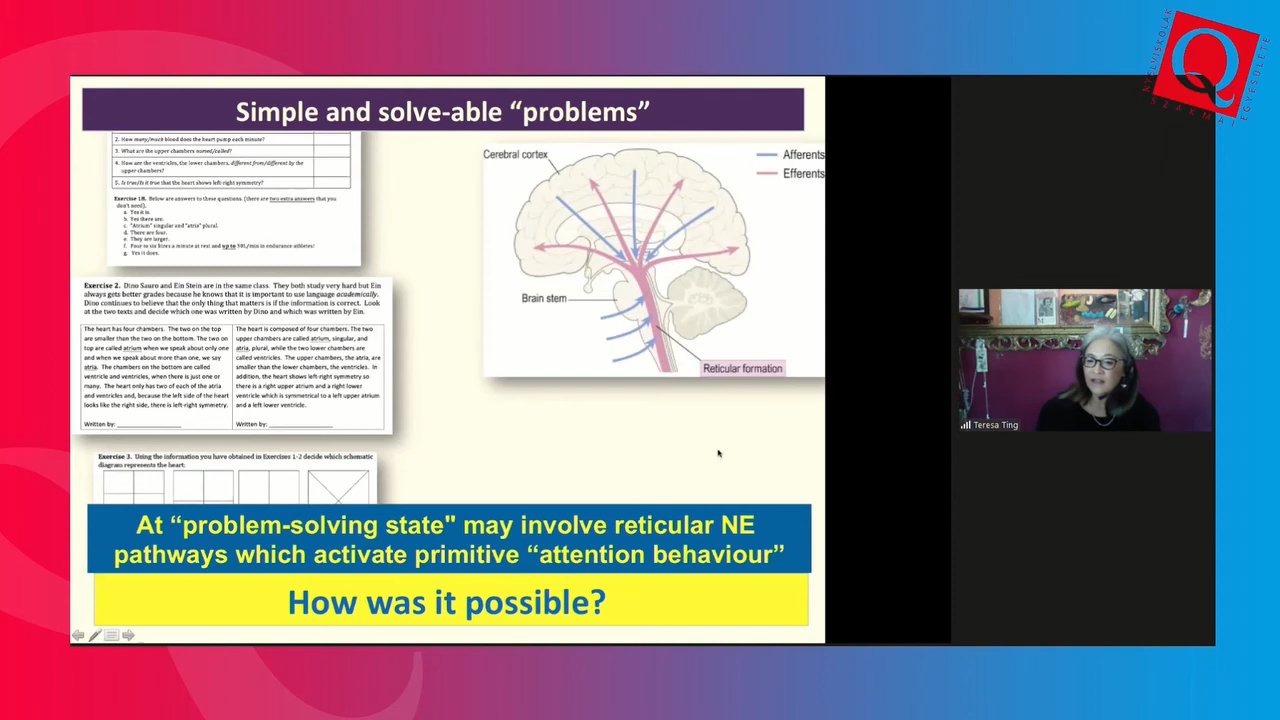 NYELVISKOLÁK
SZAKMAI
EGYESÜLETE
Simple and solve-able “problems”
2. How many/much blood does the heart pump each minute?
3. What are the upper chambers named/called?
4. How are the ventricles, the lower chambers, different from/different by the
upper chambers?
5. Is true/Is it true that the heart shows left-right symmetry?
Exercise 1B. Below are answers to these questions. (there are two extra answers that you
don't need).
a. Yes it is.
b. Yes there are.
c. "Atrium" singular and "atria" plural.
d. There are four.
e. They are larger.
f. Four to six litres a minute at rest and up to 39L/min in endurance athletes!
g. Yes it does.
Cerebral cortex
Afferents
Efferents
Brain stem
Reticular formation
Exercise 2. Dino Sauro and Ein Stein are in the same class. They both study very hard but Ein
always gets better grades because he knows that it is important to use language academically.
Dino continues to believe that the only thing that matters is if the information is correct. Look
at the two texts and decide which one was written by Dino and which was written by Ein.
The heart has four chambers. The two on the top
are smaller than the two on the bottom. The two on
top are called atrium when we speak about only one
and when we speak about more than one, we say
atria. The chambers on the bottom are called
ventricle and ventricles, when there is just one or
many. The heart only has two of each of the atria
and ventricles and, because the left side of the heart
looks like the right side, there is left-right symmetry.
Written by:
The heart is composed of four chambers. The two
upper chambers are called atrium, singular, and
atria, plural, while the two lower chambers are
called ventricles. The upper chambers, the atria, are
smaller than the lower chambers, the ventricles. In
addition, the heart shows left-right symmetry so
there is a right upper atrium and a right lower
ventricle which is symmetrical to a left upper atrium
and a left lower ventricle.
Written by:
Exercise 3. Using the information you have obtained in Exercises 1-2 decide which schematic
diagram represents the heart:
At “problem-solving state" may involve reticular NE
pathways which activate primitive “attention behaviour”
How was it possible?
Teresa Ting